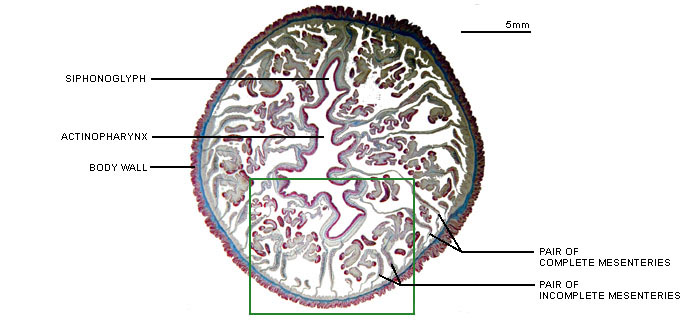 5mm
SIPHONOGLYPH
ACTINOPHARYNX
BODY WALL
PAIR OF
COMPLETE MESENTERIES
PAIR OF
INCOMPLETE MESENTERIES